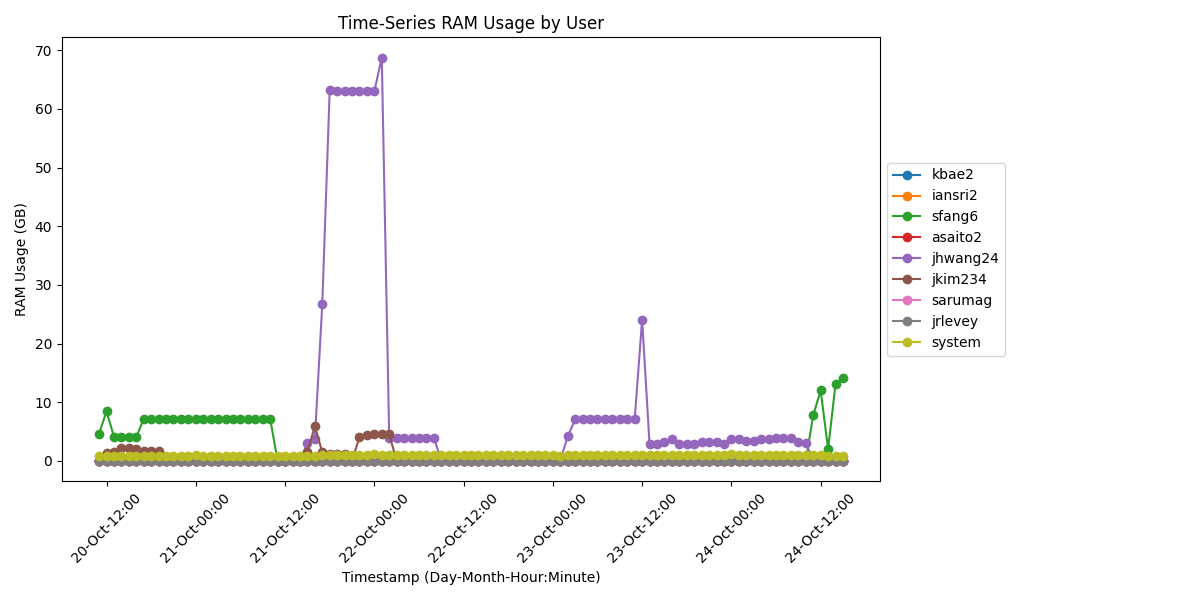 Time-Series RAM Usage by User
70
60
50
40
30
20
10
0
RAM Usage (GB)
20-Oct-12:00
21-Oct-00:00
21-Oct-12:00
22-Oct-00:00
22-Oct-12:00
23-Oct-00:00
23-Oct-12:00
24-Oct-00:00
24-Oct-12:00
Timestamp (Day-Month-Hour:Minute)
kbae2
iansri2
sfang6
asaito2
jhwang24
jkim234
sarumag
jrlevey
system